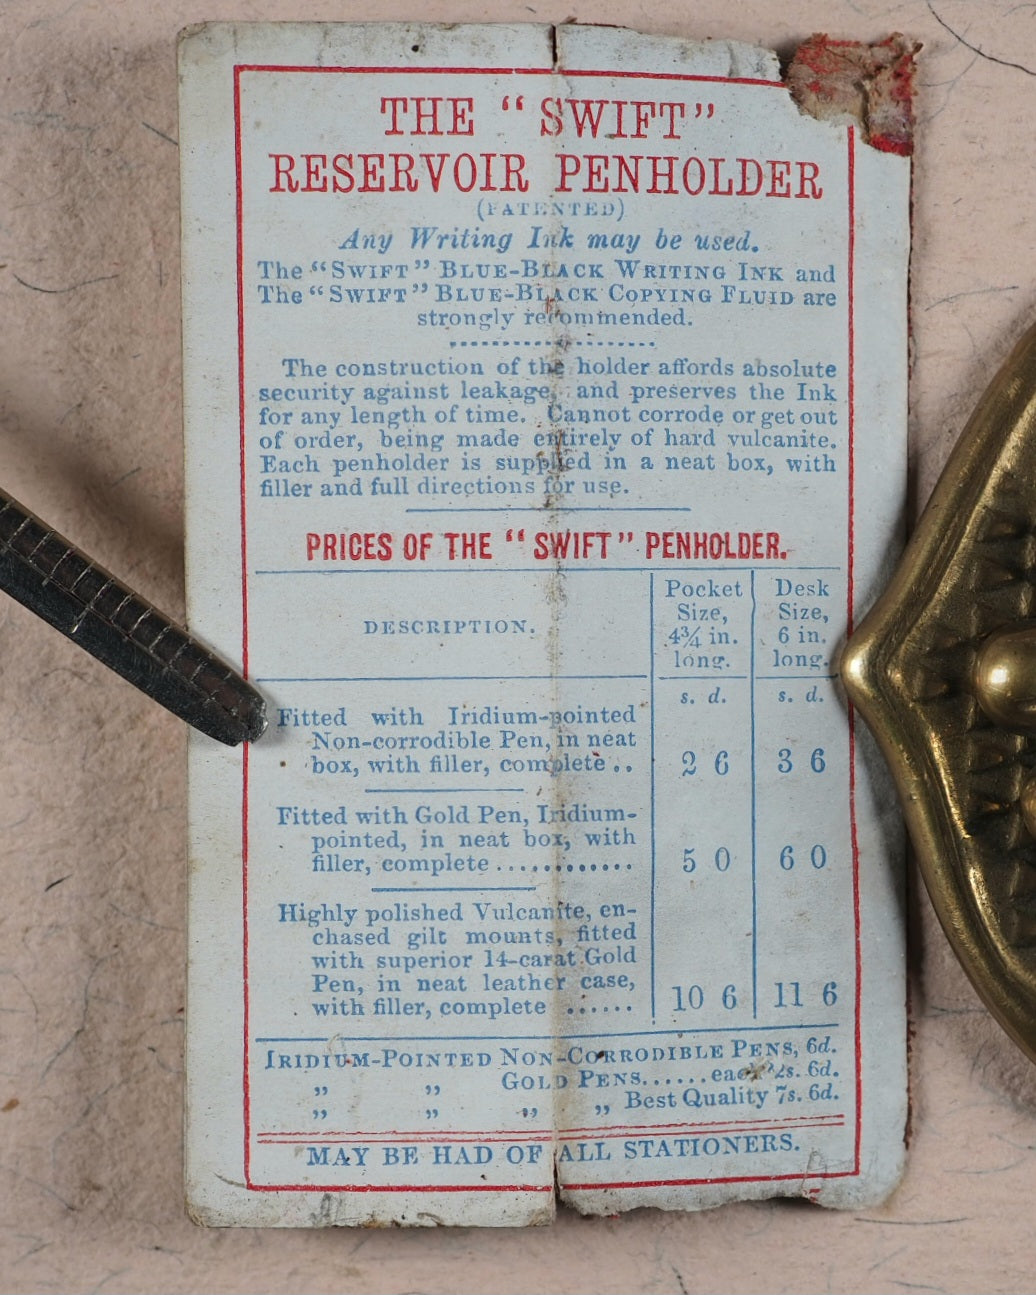 THE "SWIFT"
RESERVOIR PENHOLDER
(PATENTED)
Any Writing Ink may be used.
The "SWIFT" BLUE-BLACK WRITING INK and
The "SWIFT" BLUE-BLACK COPYING FLUID are
strongly recommended.
The construction of the holder affords absolute
security against leakage, and preserves the Ink
for any length of time. Cannot corrode or get out
of order, being made entirely of hard vulcanite.
Each penholder is supplied in a neat box, with
filler and full directions for use.
PRICES OF THE "SWIFT" PENHOLDER.
DESCRIPTION.
Pocket Size, 4¾ in. long.
Desk Size, 6 in. long.
s. d. s. d.
Fitted with Iridium-pointed
Non-corrodible Pen, in neat
box, with filler, complete .. 2 6 3 6
Fitted with Gold Pen, Iridium-
pointed, in neat box, with
filler, complete ............ 5 0 6 0
Highly polished Vulcanite, en-
chased gilt mounts, fitted
with superior 14-carat Gold
Pen, in neat leather case,
with filler, complete ...... 10 6 11 6
IRIDIUM-POINTED NON-CORRODIBLE PENS, 6d.
„ „ GOLD PENS......each 2s. 6d.
„ „ „ „ Best Quality 7s. 6d.
MAY BE HAD OF ALL STATIONERS.